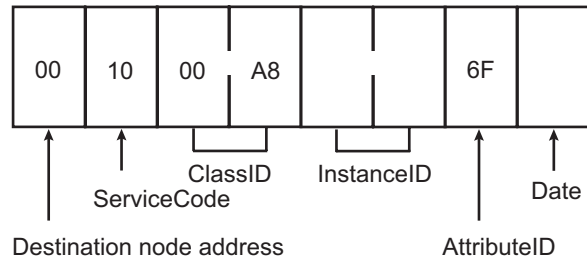 00 10 00 A8 6F
ClassID InstanceID
ServiceCode Date
Destination node address AttributeID